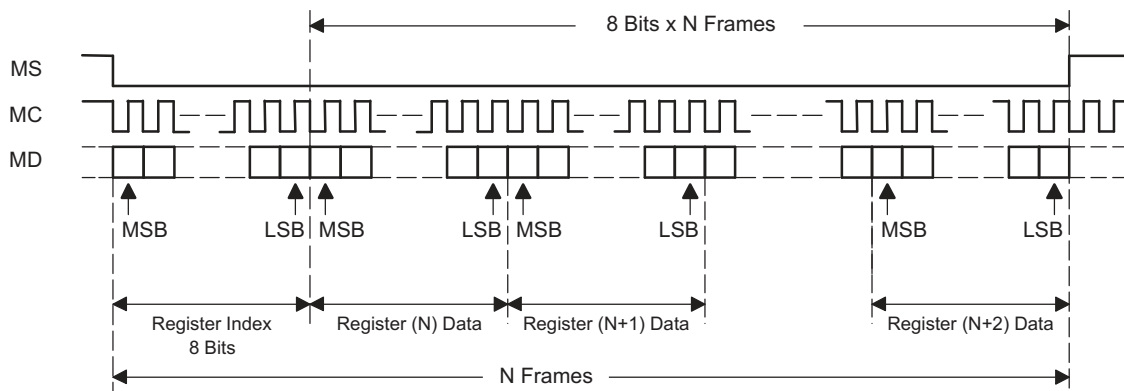 8 Bits x N Frames
MS
MC
MD
MSB
LSB
MSB
LSB
MSB
LSB
MSB
LSB
Register Index
8 Bits
Register (N) Data
Register (N+1) Data
Register (N+2) Data
N Frames